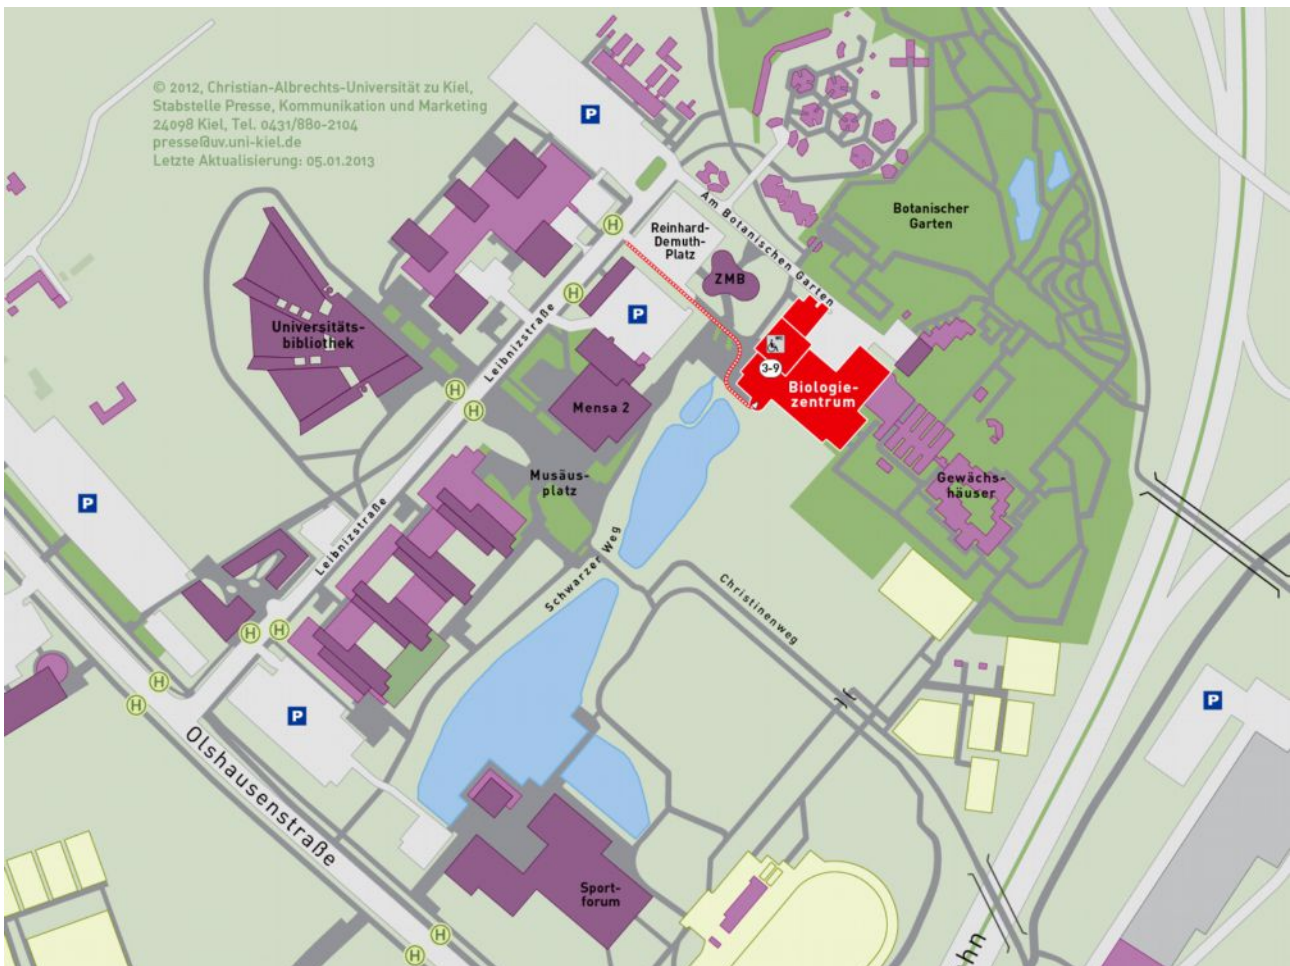 © 2012, Christian-Albrechts-Universität zu Kiel,
Stabstelle Presse, Kommunikation und Marketing
24098 Kiel, Tel. 0431/880-2104
presse@uv.uni-kiel.de
Letzte Aktualisierung: 05.01.2013
P
Am Botanischen Garten
Botanischer
Garten
H
Reinhard-
Demuth-
Platz
ZMB
H
P
Universitäts-
bibliothek
Leibnizstraße
3-9
Biologie-
zentrum
H
H
Mensa 2
Musäus-
platz
Gewächs-
häuser
P
Leibnizstraße
Schwarzer Weg
Christinenweg
H
H
H
H
P
P
Olshausenstraße
Sport-
forum
H
H
hn